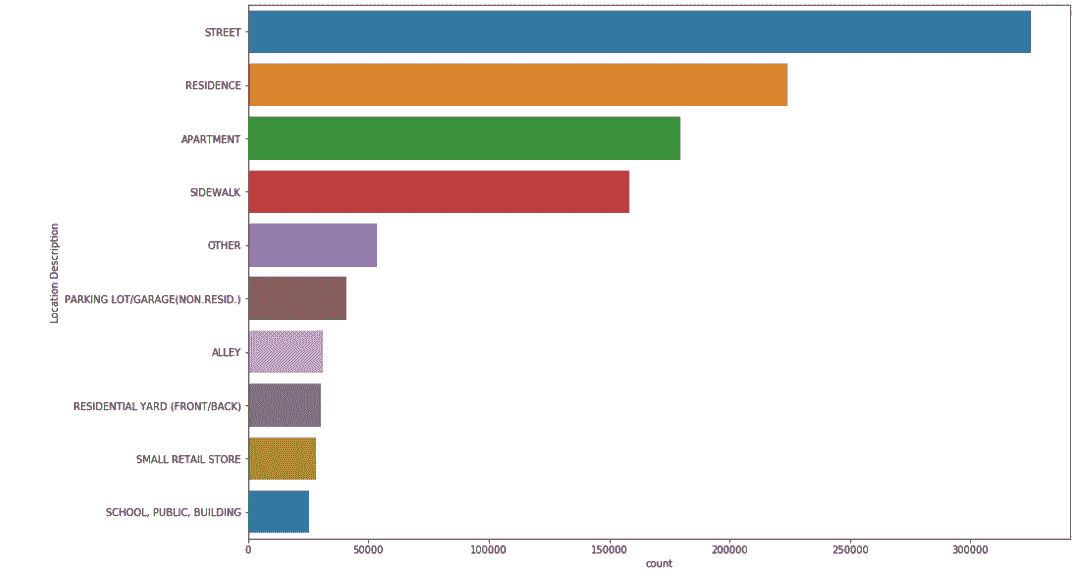 STREET
RESIDENCE
APARTMENT
SIDEWALK
OTHER
PARKING LOT/GARAGE(NON.RESID.)
ALLEY
RESIDENTIAL YARD (FRONT/BACK)
SMALL RETAIL STORE
SCHOOL, PUBLIC, BUILDING
Location Description
0 50000 100000 150000 200000 250000 300000
count